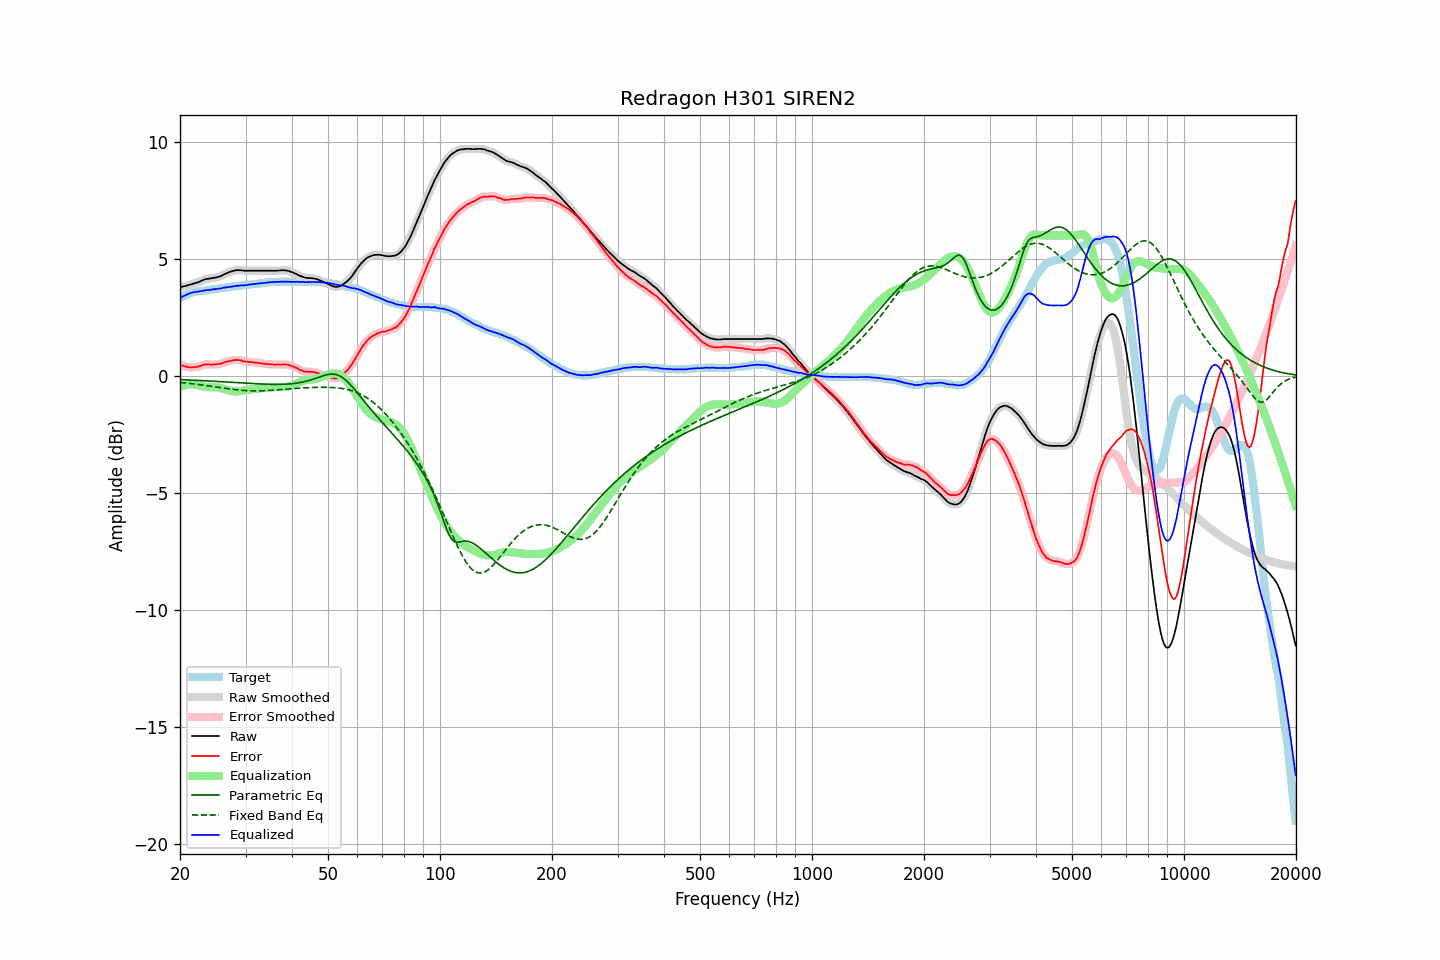 Redragon H301 SIREN2
10
5
0
−5
−10
−15
−20
Amplitude (dBr)
20
50
100
200
500
1000
2000
5000
10000
20000
Frequency (Hz)
Target
Raw Smoothed
Error Smoothed
Raw
Error
Equalization
Parametric Eq
Fixed Band Eq
Equalized